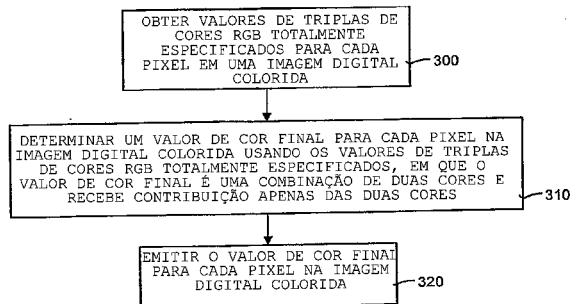 OBTER VALORES DE TRIPLAS DE
CORES RGB TOTALMENTE
ESPECIFICADOS PARA CADA
PIXEL EM UMA IMAGEM DIGITAL
COLORIDA
300
DETERMINAR UM VALOR DE COR FINAL PARA CADA PIXEL NA
IMAGEM DIGITAL COLORIDA USANDO OS VALORES DE TRIPLAS
DE CORES RGB TOTALMENTE ESPECIFICADOS, EM QUE O
VALOR DE COR FINAL É UMA COMBINAÇÃO DE DUAS CORES E
RECEBE CONTRIBUIÇÃO APENAS DAS DUAS CORES
310
EMITIR O VALOR DE COR FINAL
PARA CADA PIXEL NA IMAGEM
DIGITAL COLORIDA
320